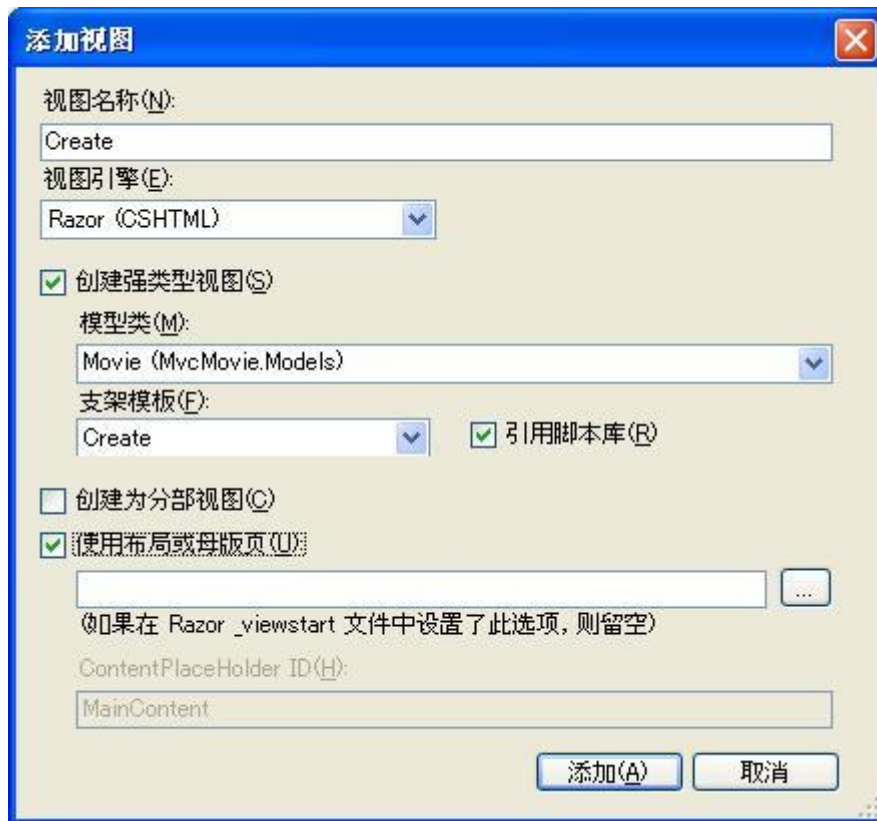 添加视图
视图名称(N):
Create
视图引擎(E):
Razor (CSHTML)
创建强类型视图(S)
模型类(M):
Movie (MvcMovie.Models)
支架模板(F):
Create
引用脚本库(R)
创建为分部视图(C)
使用布局或母版页(U):
...
(如果在 Razor _viewstart 文件中设置了此选项, 则留空)
ContentPlaceHolder ID(H):
MainContent
添加(A)
取消